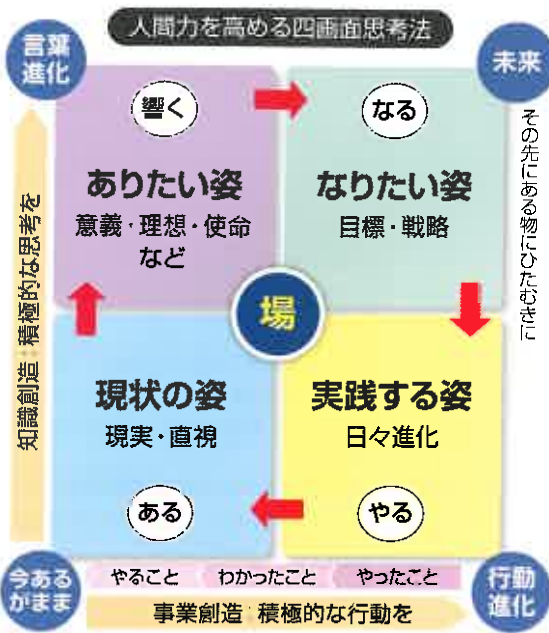 人間力を高める四画面思考法
言葉
進化
未来
響く
なる
ありたい姿
意義・理想・使命
など
なりたい姿
目標・戦略
その先にある物にひたむきに
知識創造:積極的な思考を
場
現状の姿
現実・直視
実践する姿
日々進化
ある
やる
今ある
がまま
やること わかったこと やったこと
行動
進化
事業創造:積極的な行動を